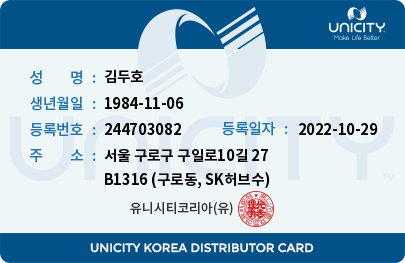 UNICITY
Make Life Better
성 명 : 김두호
생년월일 : 1984-11-06
등록번호 : 244703082 등록일자 : 2022-10-29
주 소 : 서울 구로구 구일로10길 27
B1316 (구로동, SK허브수)
유니시티코리아(유)
UNICITY
UNICITY KOREA DISTRIBUTOR CARD